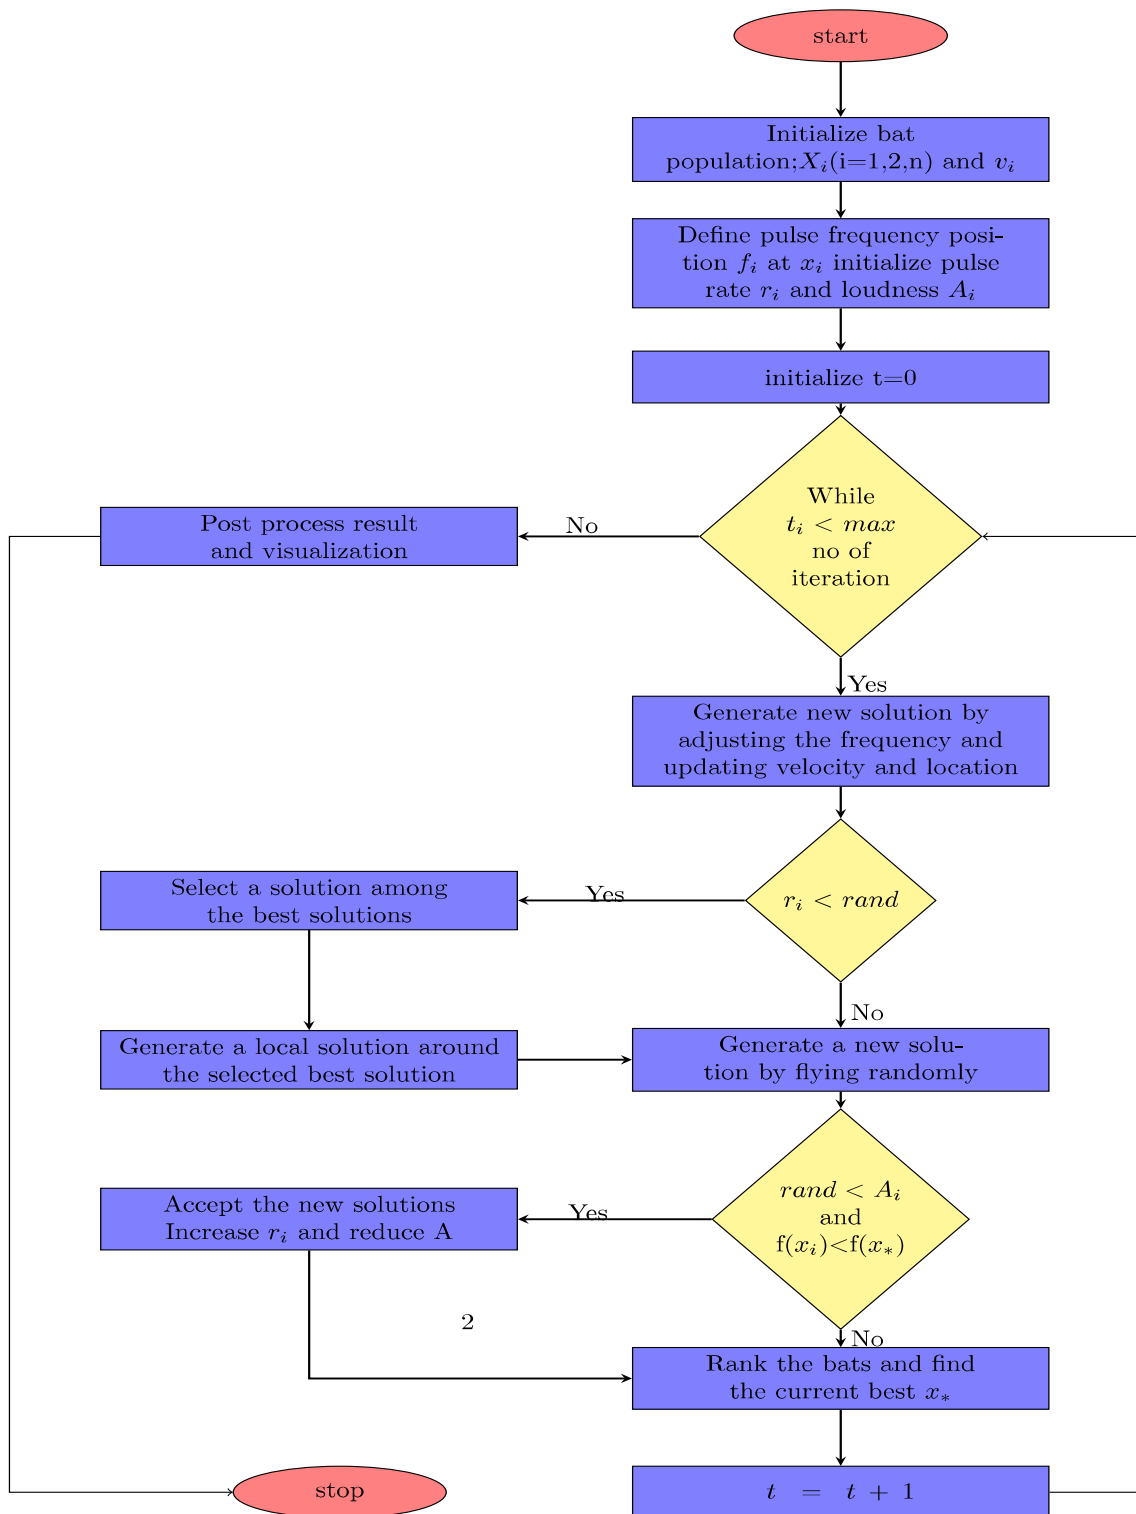 start
Initialize bat
population;X_i(i=1,2,n) and v_i
Define pulse frequency posi-
tion f_i at x_i initialize pulse
rate r_i and loudness A_i
initialize t=0
While
t_i < max
no of
iteration
No
Post process result
and visualization
Yes
Generate new solution by
adjusting the frequency and
updating velocity and location
r_i < rand
Yes
Select a solution among
the best solutions
No
Generate a local solution around
the selected best solution
Generate a new solu-
tion by flying randomly
rand < A_i
and
f(x_i)<f(x_*)
Yes
Accept the new solutions
Increase r_i and reduce A
2
No
Rank the bats and find
the current best x_*
stop
t = t + 1